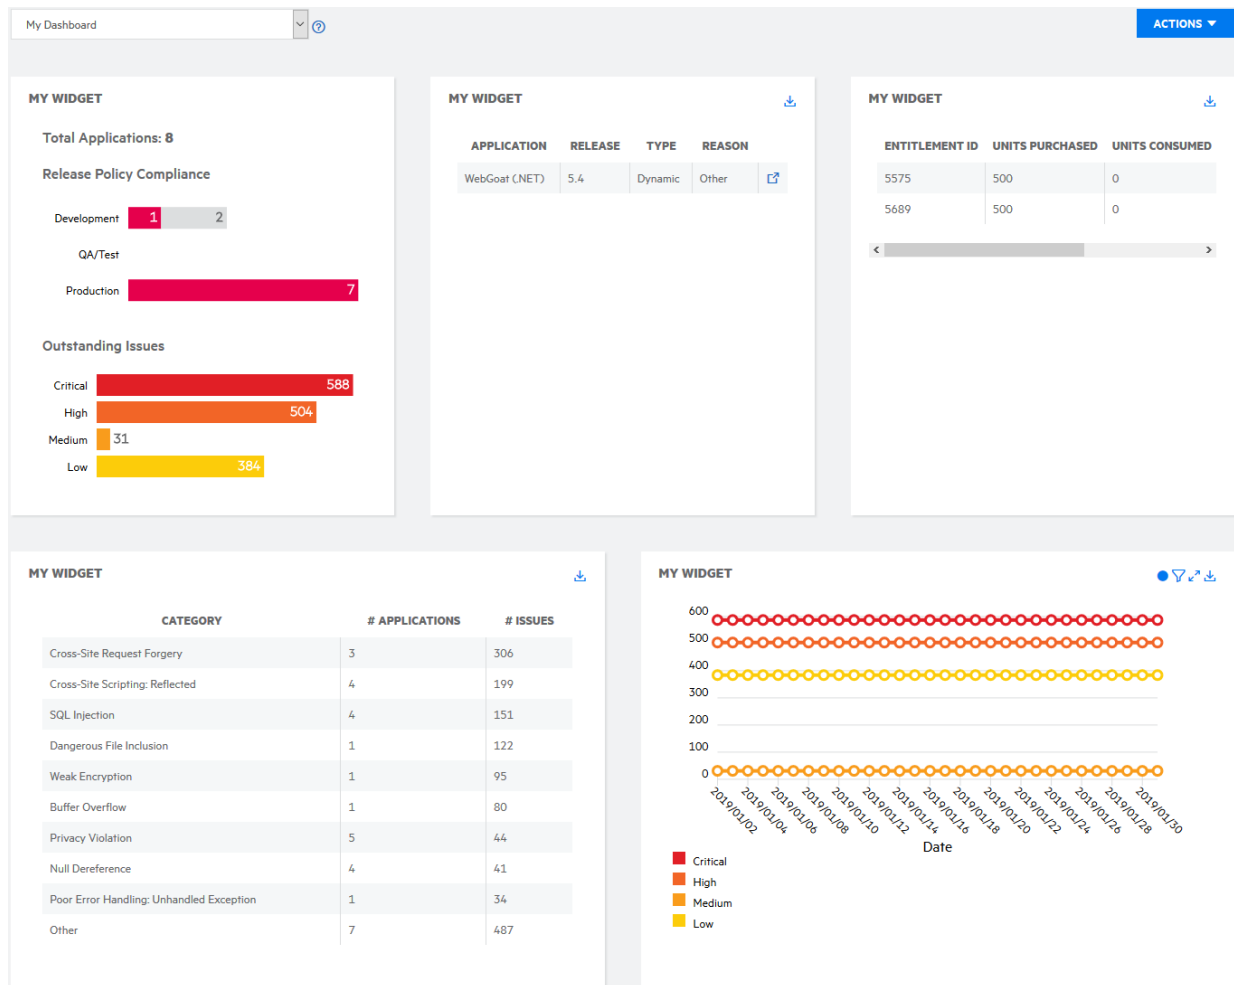 My Dashboard
ACTIONS
MY WIDGET
Total Applications: 8
Release Policy Compliance
Development 1 2
QA/Test
Production 7
Outstanding Issues
Critical 588
High 504
Medium 31
Low 384
MY WIDGET
APPLICATION RELEASE TYPE REASON
WebGoat (.NET) 5.4 Dynamic Other
MY WIDGET
ENTITLEMENT ID UNITS PURCHASED UNITS CONSUMED
5575 500 0
5689 500 0
MY WIDGET
CATEGORY # APPLICATIONS # ISSUES
Cross-Site Request Forgery 3 306
Cross-Site Scripting: Reflected 4 199
SQL Injection 4 151
Dangerous File Inclusion 1 122
Weak Encryption 1 95
Buffer Overflow 1 80
Privacy Violation 5 44
Null Dereference 4 41
Poor Error Handling: Unhandled Exception 1 34
Other 7 487
MY WIDGET
600
500
400
300
200
100
0
2019/01/02 2019/01/04 2019/01/06 2019/01/08 2019/01/10 2019/01/12 2019/01/14 2019/01/16 2019/01/18 2019/01/20 2019/01/22 2019/01/24 2019/01/26 2019/01/28 2019/01/30
Date
Critical
High
Medium
Low